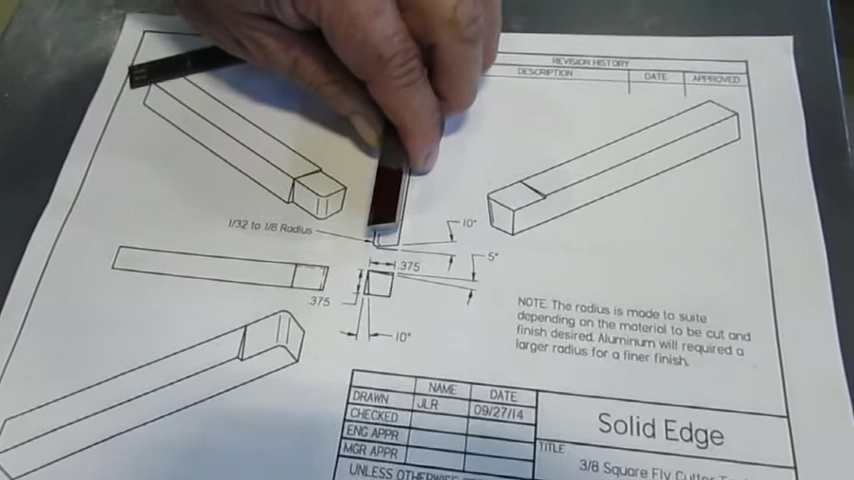 REVISION HISTORY
DESCRIPTION DATE APPROVED
1/32 to 1/8 Radius
10°
5°
.375
.375
10°
NOTE. The radius is made to suite
depending on the material to be cut and
finish desired. Aluminum will required a
larger radius for a finer finish.
NAME DATE
DRAWN JLR 09/27/14
CHECKED
ENG APPR
MGR APPR
UNLESS
Solid Edge
TITLE
3/8 Square Fly Cutter